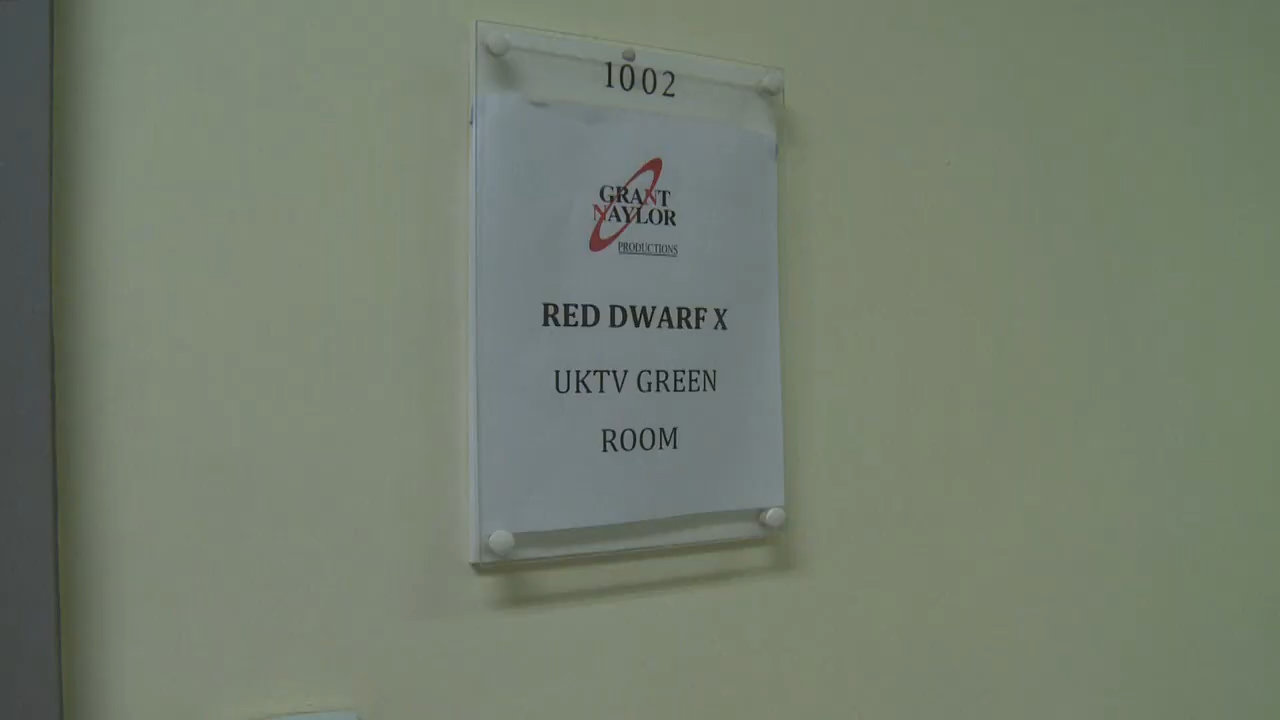 1002
GRANT
NAYLOR
PRODUCTIONS
RED DWARF X
UKTV GREEN
ROOM